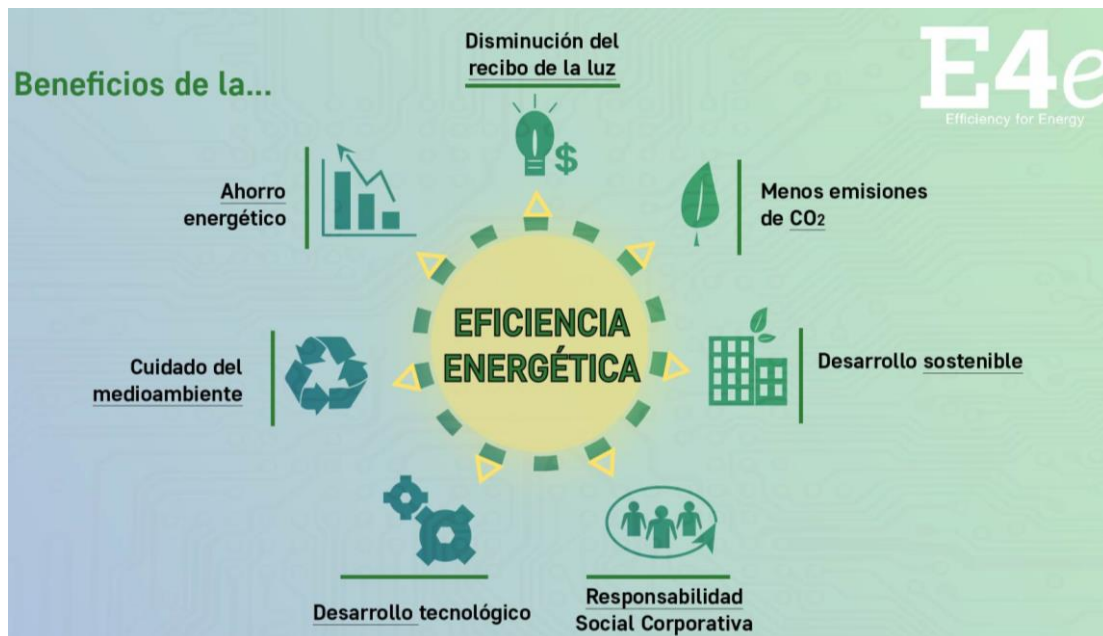 Beneficios de la...
E4e
Efficiency for Energy
Disminución del
recibo de la luz
$
Ahorro
energético
Menos emisiones
de CO₂
EFICIENCIA
ENERGÉTICA
Cuidado del
medioambiente
Desarrollo sostenible
Desarrollo tecnológico
Responsabilidad
Social Corporativa